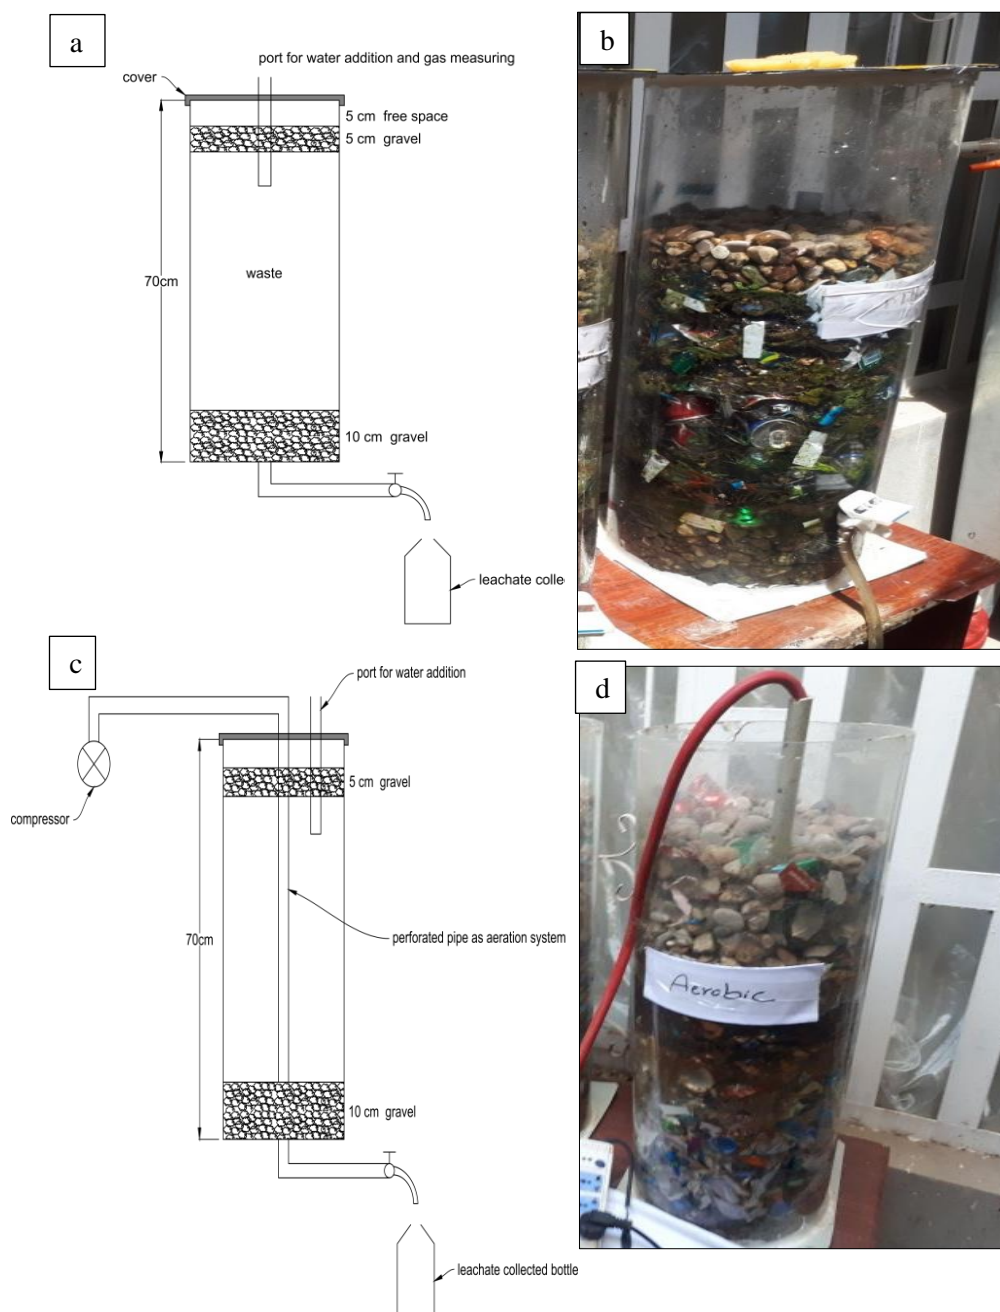 a
port for water addition and gas measuring
cover
5 cm free space
5 cm gravel
70cm
waste
10 cm gravel
leachate colle
b
c
port for water addition
5 cm gravel
compressor
70cm
perforated pipe as aeration system
10 cm gravel
leachate collected bottle
d
Aerobic